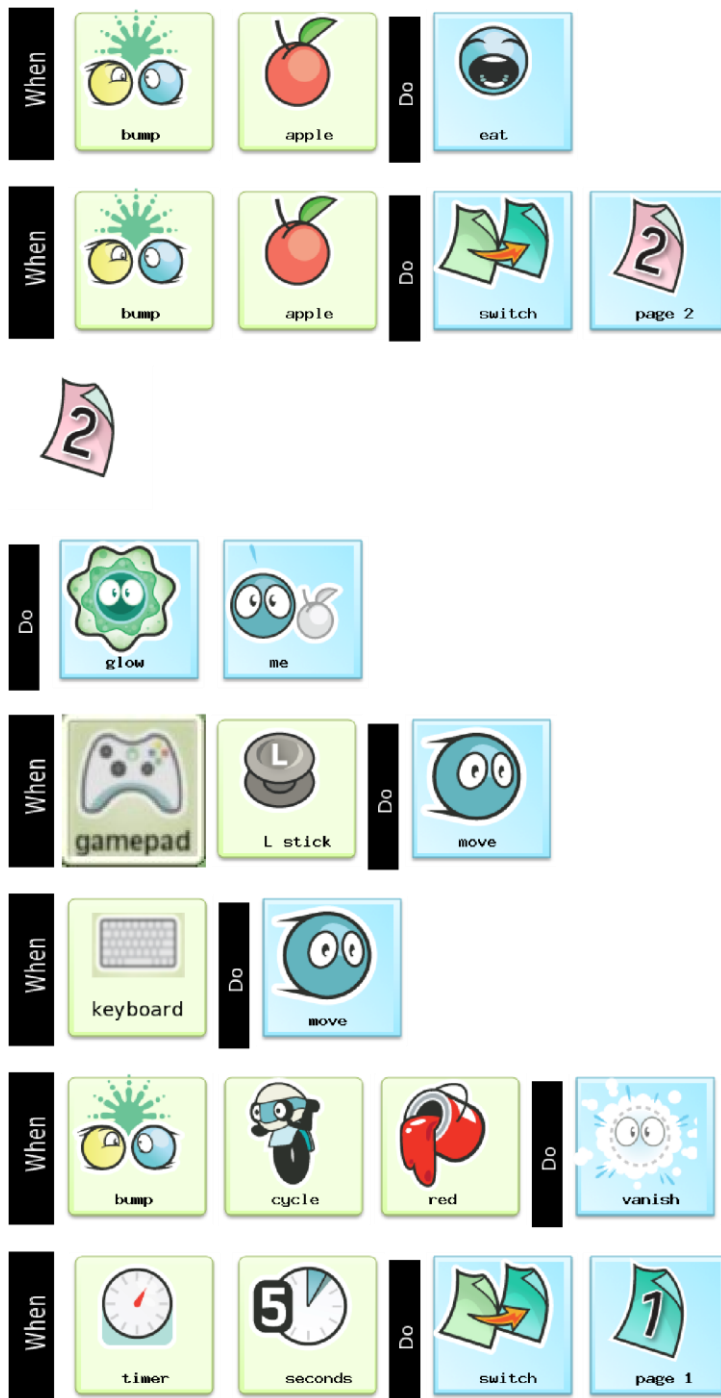 When bump apple Do eat
When bump apple Do switch page 2
2
Do glow me
When gamepad L L stick Do move
When keyboard Do move
When bump cycle red Do vanish
When timer 5 seconds Do switch 1 page 1